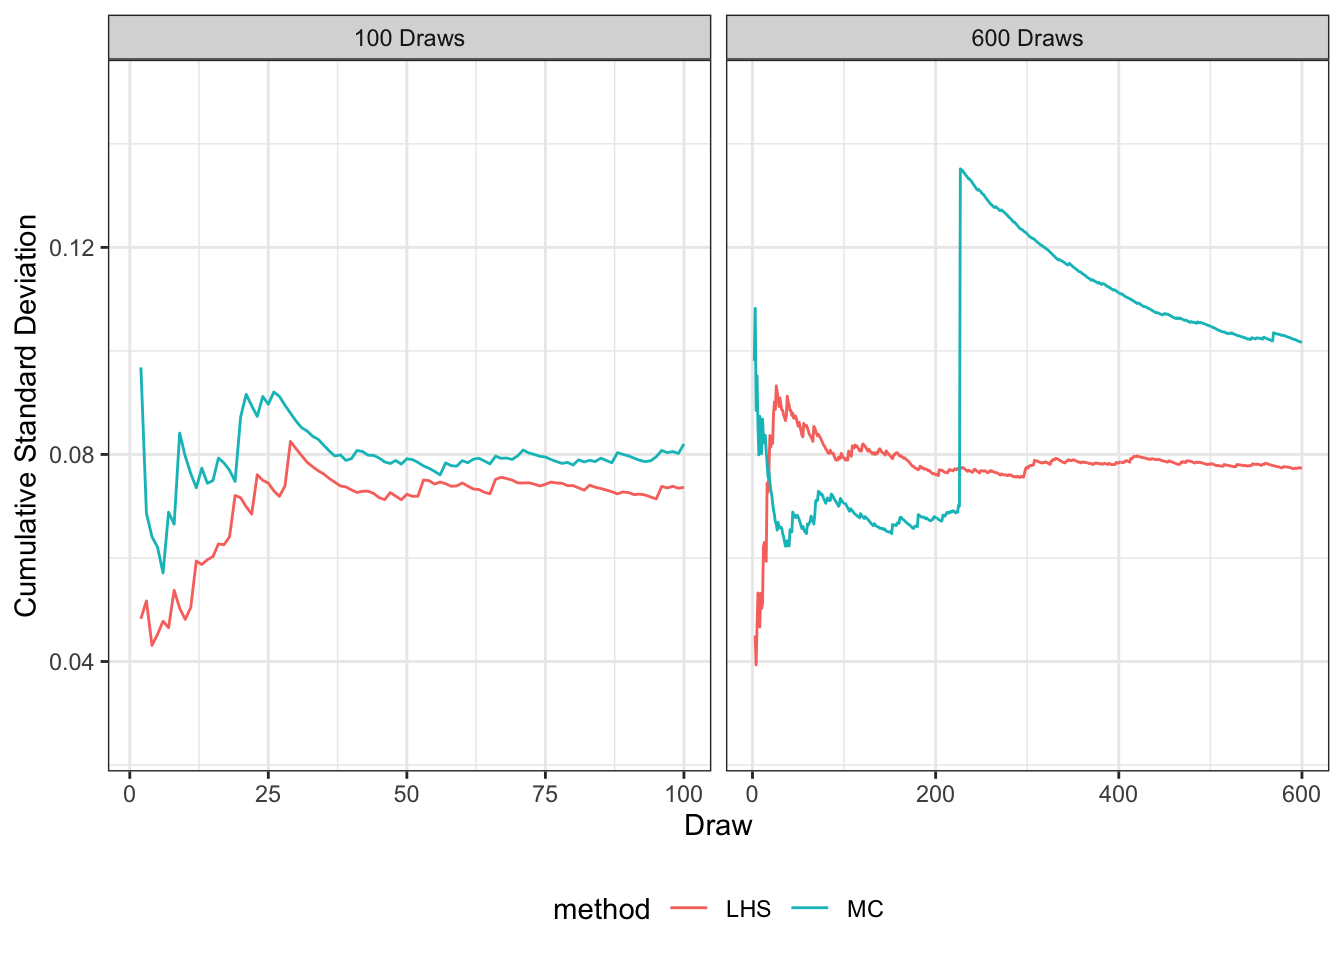 100 Draws 600 Draws
Cumulative Standard Deviation
0.12
0.08
0.04
0 25 50 75 100 0 200 400 600
Draw
method LHS MC